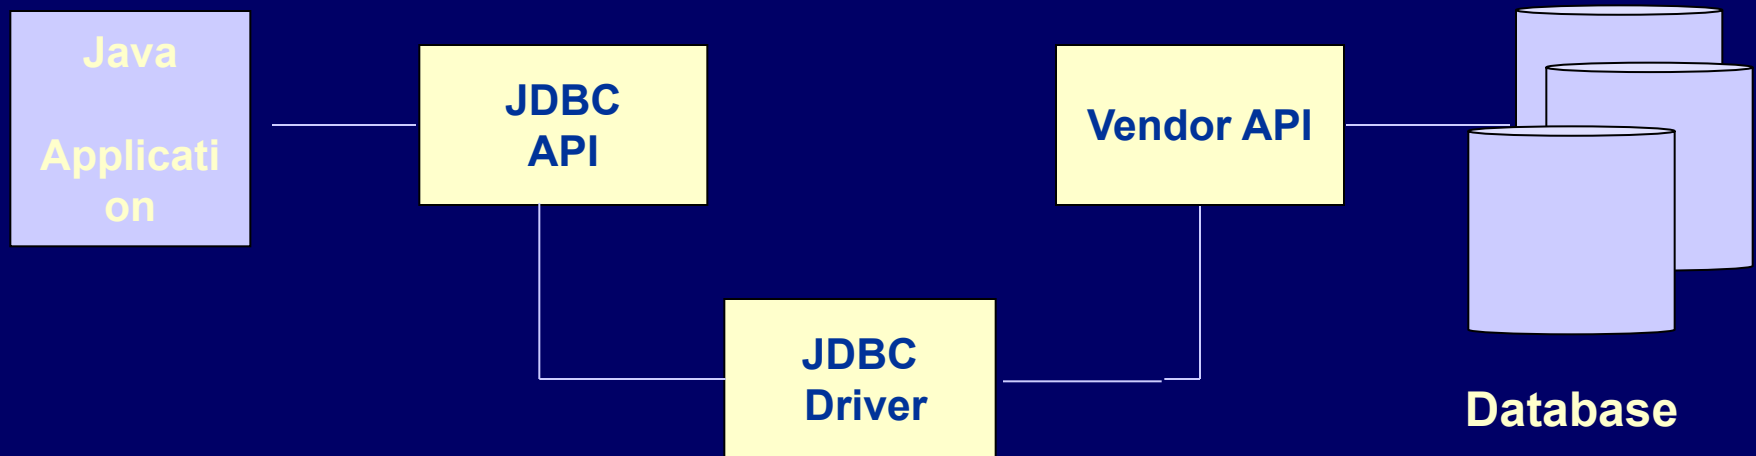 Java
Applicati
on
JDBC
API
Vendor API
JDBC
Driver
Database